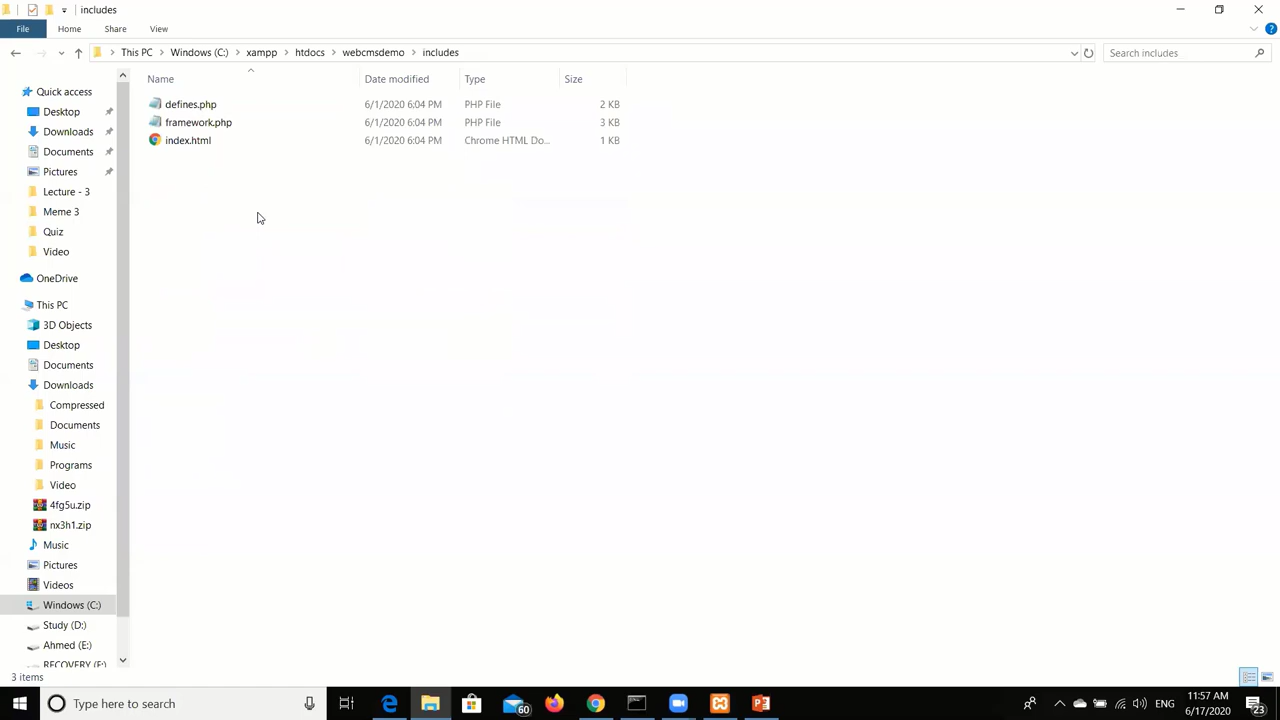 includes
File Home Share View
This PC Windows (C:) xampp htdocs webcmsdemo includes Search includes
Name Date modified Type Size
defines.php 6/1/2020 6:04 PM PHP File 2 KB
framework.php 6/1/2020 6:04 PM PHP File 3 KB
index.html 6/1/2020 6:04 PM Chrome HTML Do... 1 KB
Quick access
Desktop
Downloads
Documents
Pictures
Lecture - 3
Meme 3
Quiz
Video
OneDrive
This PC
3D Objects
Desktop
Documents
Downloads
Compressed
Documents
Music
Programs
Video
4fg5u.zip
nx3h1.zip
Music
Pictures
Videos
Windows (C:)
Study (D:)
Ahmed (E:)
RECOVERY (F:)
3 items
Type here to search
60
ENG
11:57 AM
6/17/2020
23